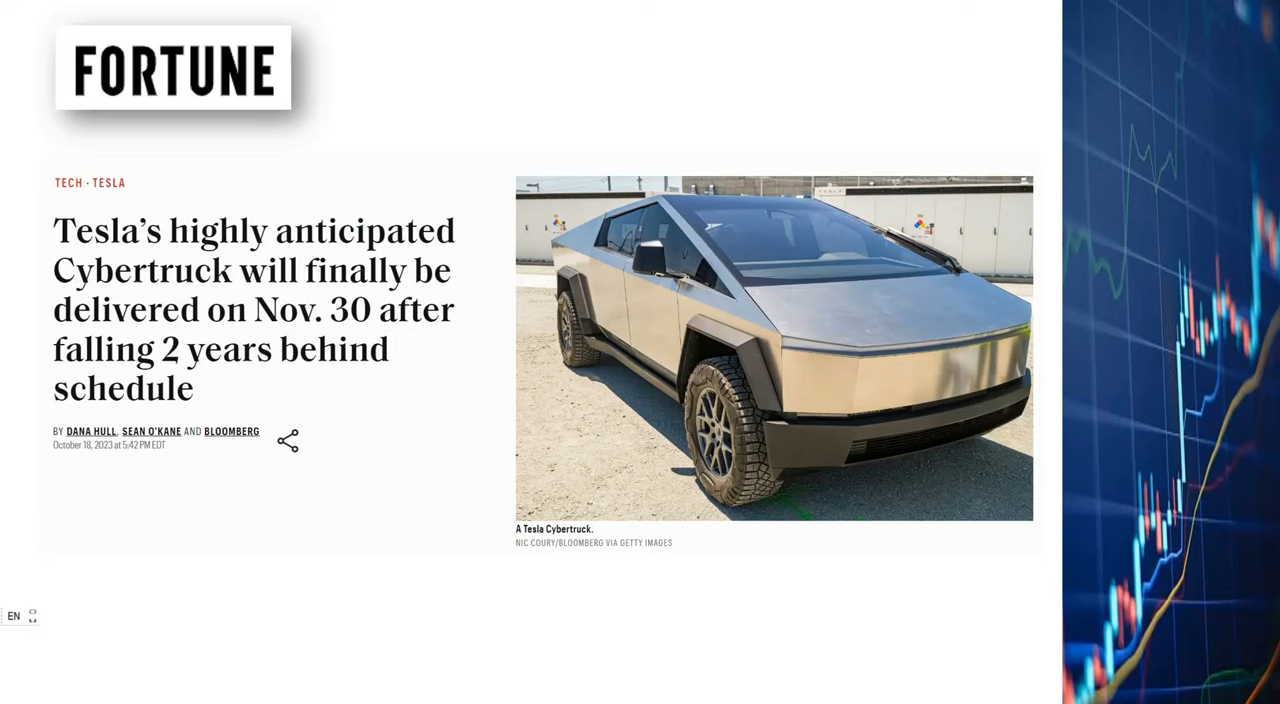 FORTUNE
TECH · TESLA
Tesla’s highly anticipated
Cybertruck will finally be
delivered on Nov. 30 after
falling 2 years behind
schedule
BY DANA HULL, SEAN O'KANE AND BLOOMBERG
October 18, 2023 at 5:42 PM EDT
A Tesla Cybertruck.
NIC COURY/BLOOMBERG VIA GETTY IMAGES
EN